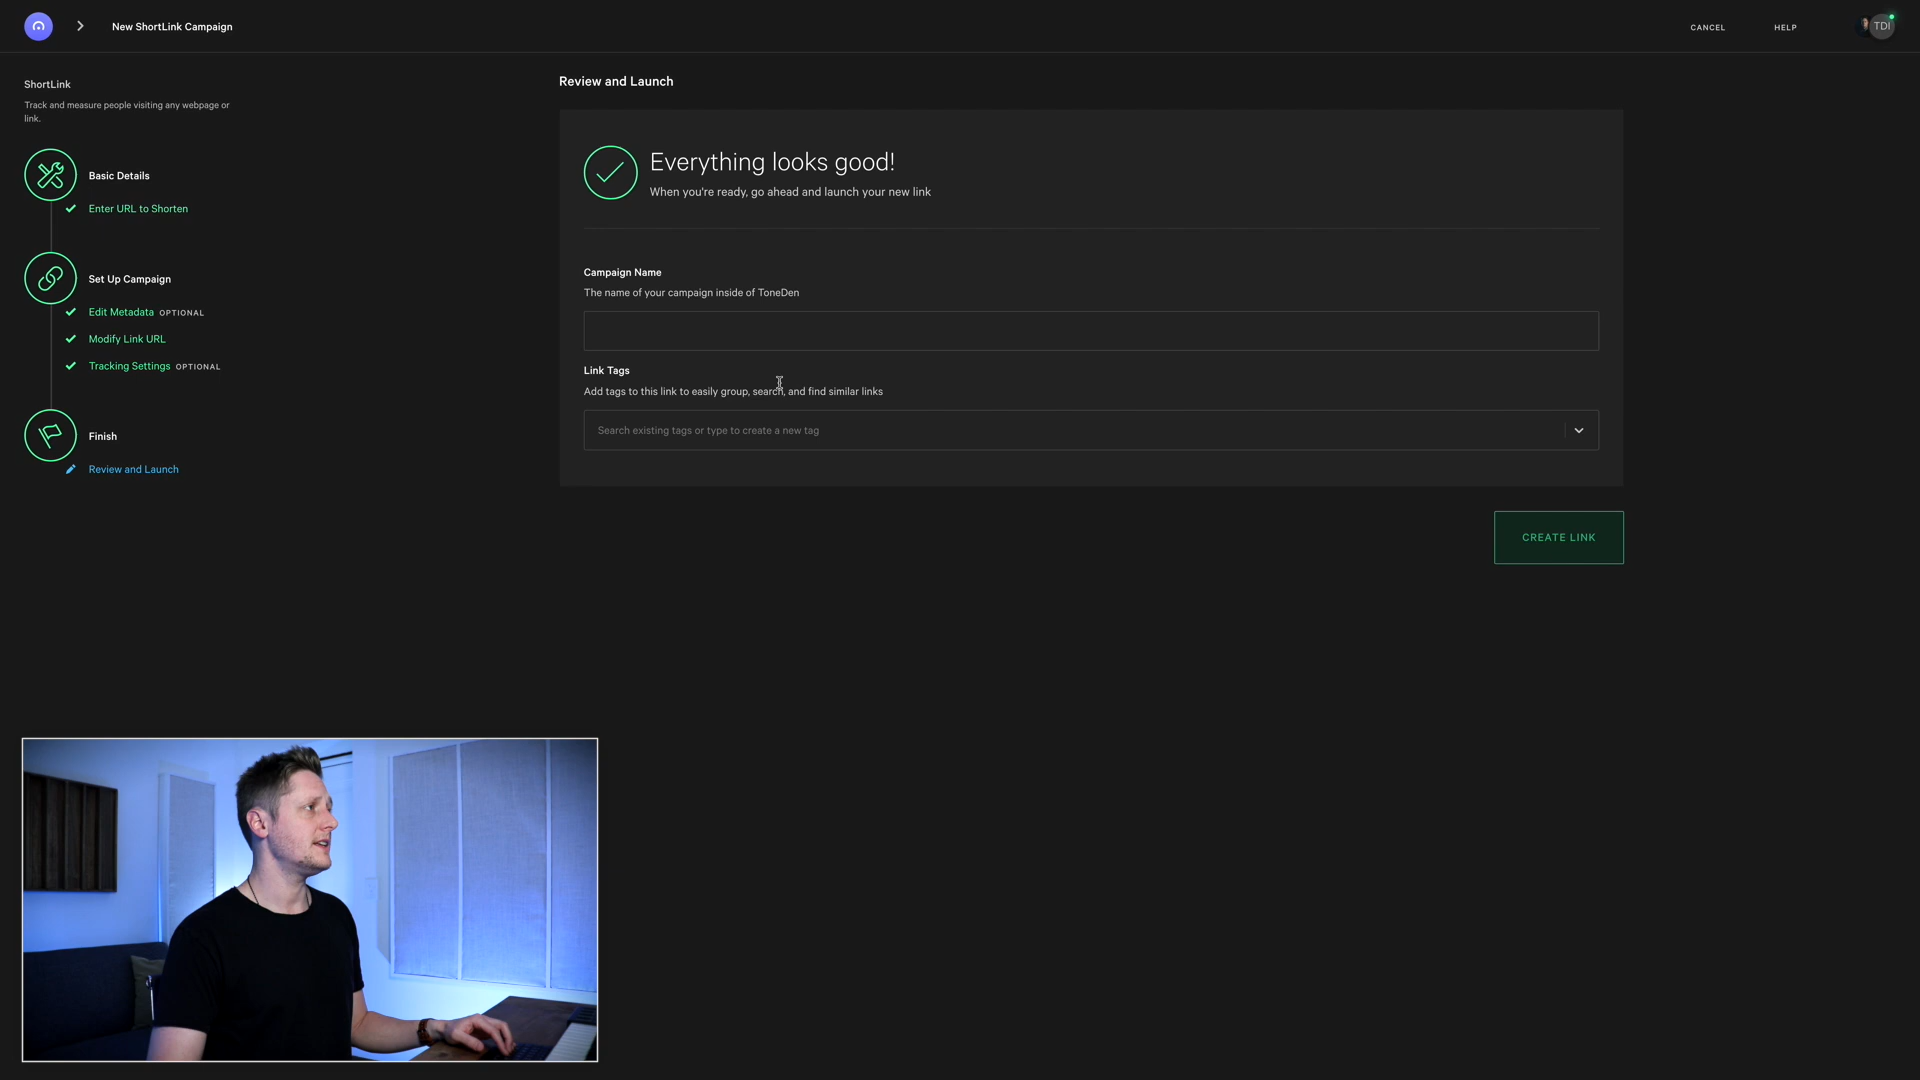 New ShortLink Campaign
CANCEL
HELP
TDI
ShortLink
Track and measure people visiting any webpage or
link.
Basic Details
Enter URL to Shorten
Set Up Campaign
Edit Metadata OPTIONAL
Modify Link URL
Tracking Settings OPTIONAL
Finish
Review and Launch
Review and Launch
Everything looks good!
When you're ready, go ahead and launch your new link
Campaign Name
The name of your campaign inside of ToneDen
Link Tags
Add tags to this link to easily group, search, and find similar links
Search existing tags or type to create a new tag
CREATE LINK